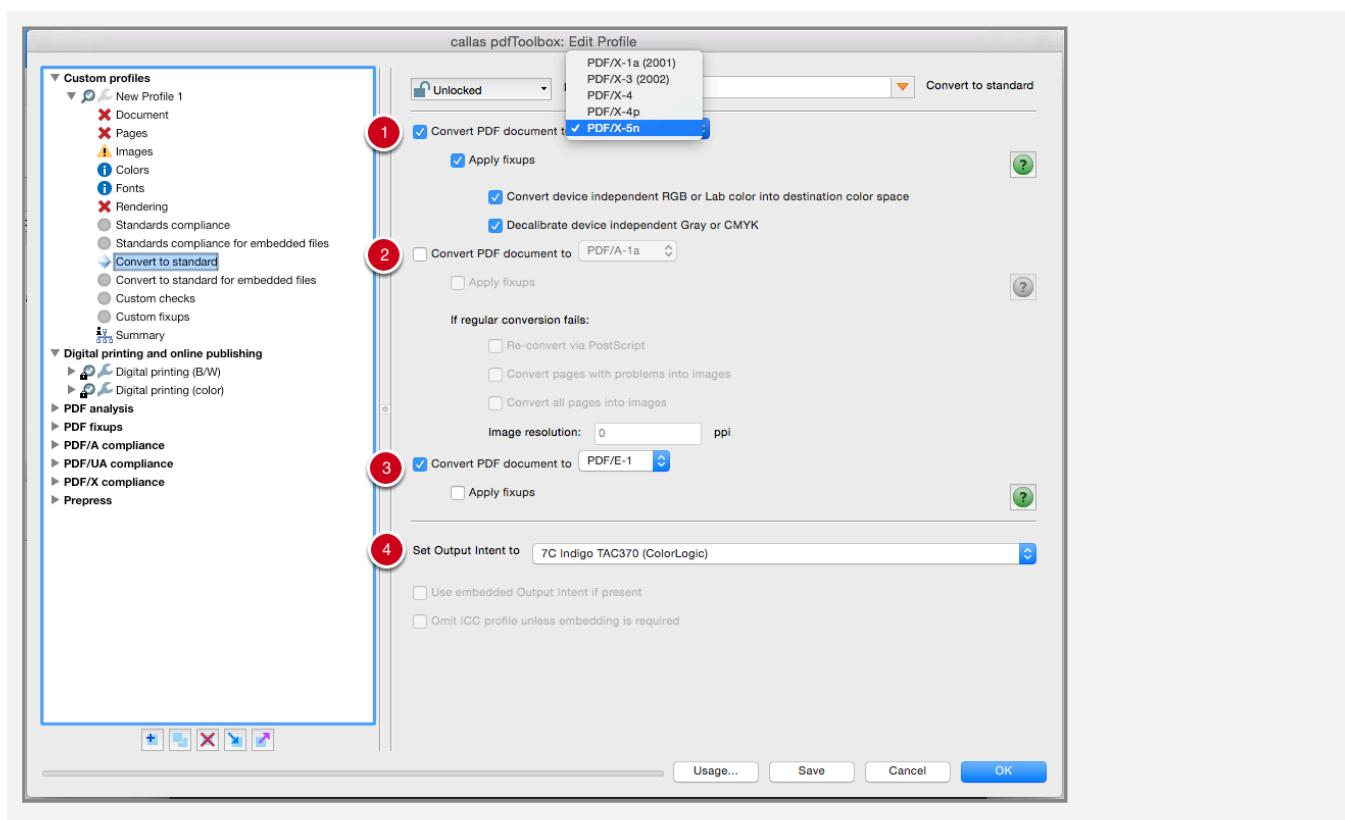 callas pdfToolbox: Edit Profile
Custom profiles
New Profile 1
Document
Pages
Images
Colors
Fonts
Rendering
Standards compliance
Standards compliance for embedded files
Convert to standard
Convert to standard for embedded files
Custom checks
Custom fixups
Summary
Digital printing and online publishing
Digital printing (B/W)
Digital printing (color)
PDF analysis
PDF fixups
PDF/A compliance
PDF/UA compliance
PDF/X compliance
Prepress
Unlocked
PDF/X-1a (2001)
PDF/X-3 (2002)
PDF/X-4
PDF/X-4p
✓ PDF/X-5n
Convert to standard
1
Convert PDF document
Apply fixups
?
Convert device independent RGB or Lab color into destination color space
Decalibrate device independent Gray or CMYK
2
Convert PDF document to PDF/A-1a
Apply fixups
?
If regular conversion fails:
Re-convert via PostScript
Convert pages with problems into images
Convert all pages into images
Image resolution: 0 ppi
3
Convert PDF document to PDF/E-1
Apply fixups
?
4
Set Output Intent to 7C Indigo TAC370 (ColorLogic)
Use embedded Output Intent if present
Omit ICC profile unless embedding is required
Usage... Save Cancel OK